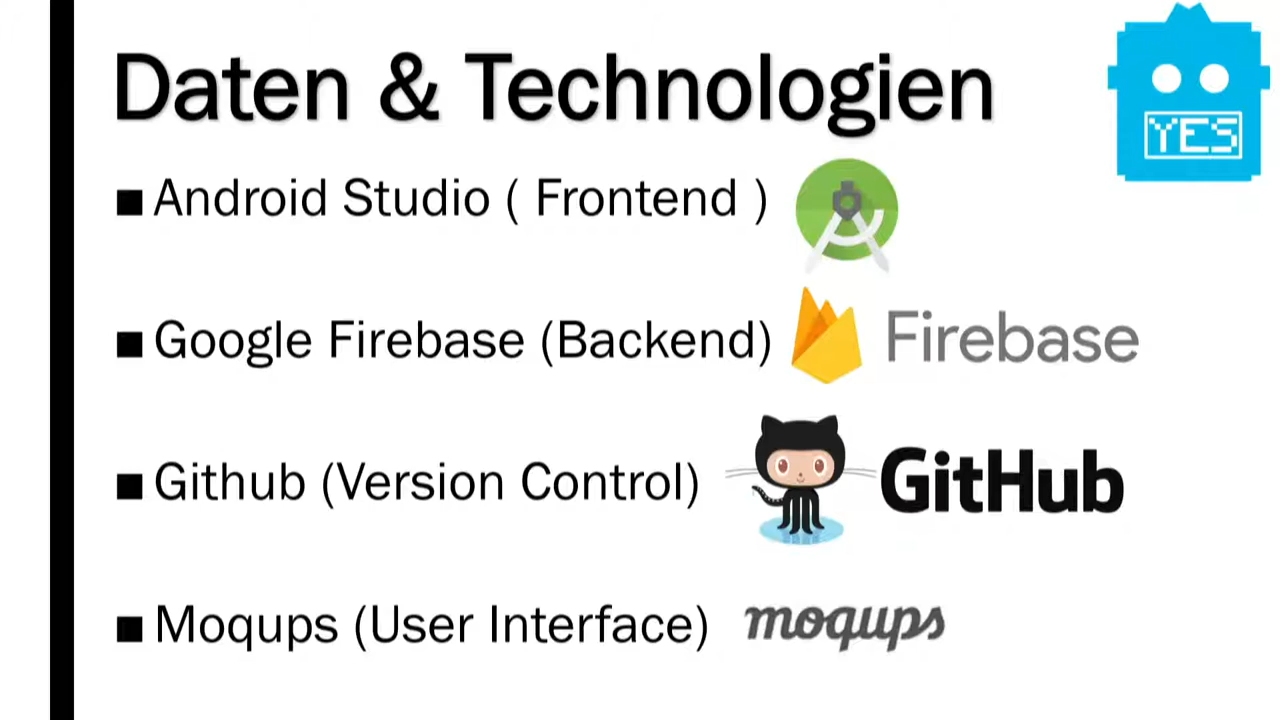 Daten & Technologien
YES
■ Android Studio ( Frontend )
■ Google Firebase (Backend)
Firebase
■ Github (Version Control)
GitHub
■ Moqups (User Interface)
moqups